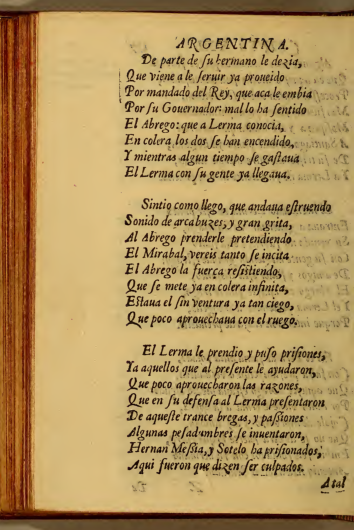 ARGENTINA.
De parte de ſu hermano le dezia,
Que viene a le ſeruir ya proueido
Por mandado del Rey, que aca le embia
Por ſu Gouernador: mal lo ha ſentido
El Abrego: que a Lerma conocia,
En colera los dos ſe han encendido,
Y mientras algun tiempo ſe gaſtaua
El Lerma con ſu gente ya llegaua.
Sintio como llego, que andaua eſtruendo
Sonido de arcabuzes, y gran grita,
Al Abrego prenderle pretendiendo
El Mirabal, vereis tanto ſe incita
El Abrego la fuerça reſiſtiendo,
Que ſe mete ya en colera infinita,
Eſtaua el ſin ventura ya tan ciego,
Que poco aprouechaua con el ruego.
El Lerma le prendio y puſo priſiones,
Ya aquellos que al preſente le ayudaron,
Que poco aprouecharon las razones,
Que en ſu defenſa al Lerma preſentaron
De aqueſte trance bregas, y paſsiones
Algunas peſadumbres ſe inuentaron,
Hernan Meſsia, y Sotelo ha priſionados,
Aqui fueron que dizen ſer culpados.
A tal